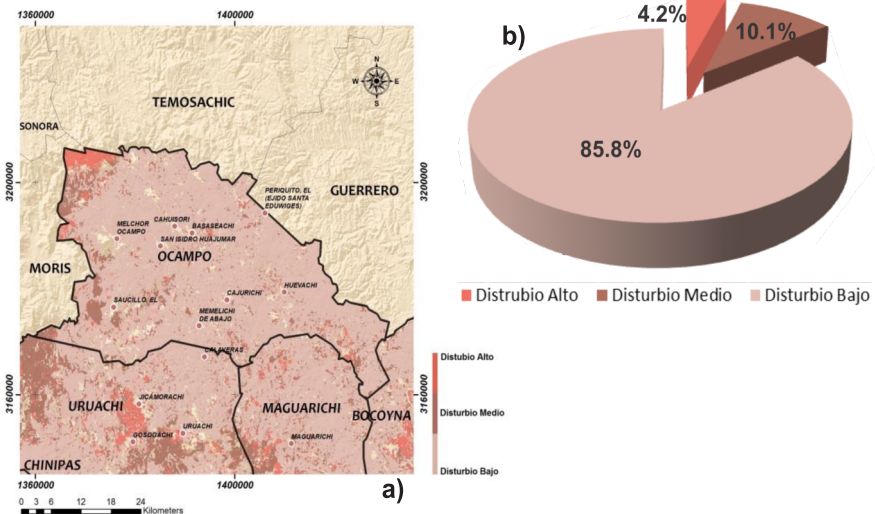 1360000
1400000
N
W E
S
TEMOSACHIC
SONORA
3200000
3200000
GUERRERO
PERIQUITO, EL
(EJIDO SANTA
EDUWIGES)
MELCHOR
OCAMPO
CAHUISORI
BASASEACHI
SAN ISIDRO HUAJUMAR
OCAMPO
MORIS
HUEVACHI
CAJURICHI
SAUCILLO, EL
MEMELICHI
DE ABAJO
CALAVERAS
3160000
3160000
JICAMORACHI
URUACHI
MAGUARICHI
BOCOYNA
URUACHI
GOSOGACHI
MAGUARICHI
CHINIPAS
1360000
1400000
a)
0 3 6 12 18 24
Kilometers
b)
4.2%
10.1%
85.8%
Distrubio Alto
Disturbio Medio
Disturbio Bajo
Distubio Alto
Disturbio Medio
Disturbio Bajo